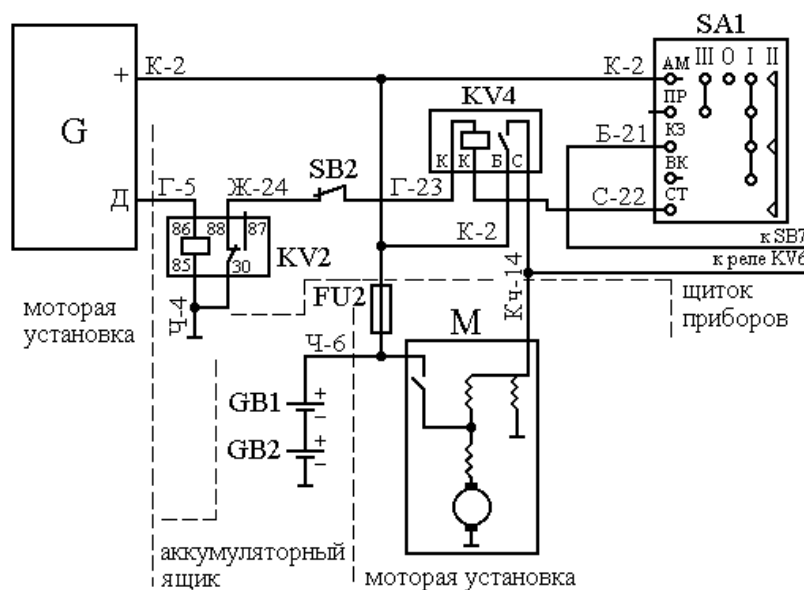 SA1
К-2
К-2
АМ III O I II
G
+
KV4
ПР
Б-21
КЗ
SB2
К К Б С
ВК
Г-5
Ж-24
Г-23
С-22
СТ
Д
86 88 87
К-2
к SB7
85 30
KV2
к реле KV6
моторая
установка
Ч-4
FU2
Кч-14
щиток
приборов
Ч-6
M
GB1
+
−
GB2
+
−
аккумуляторный
ящик
моторая установка